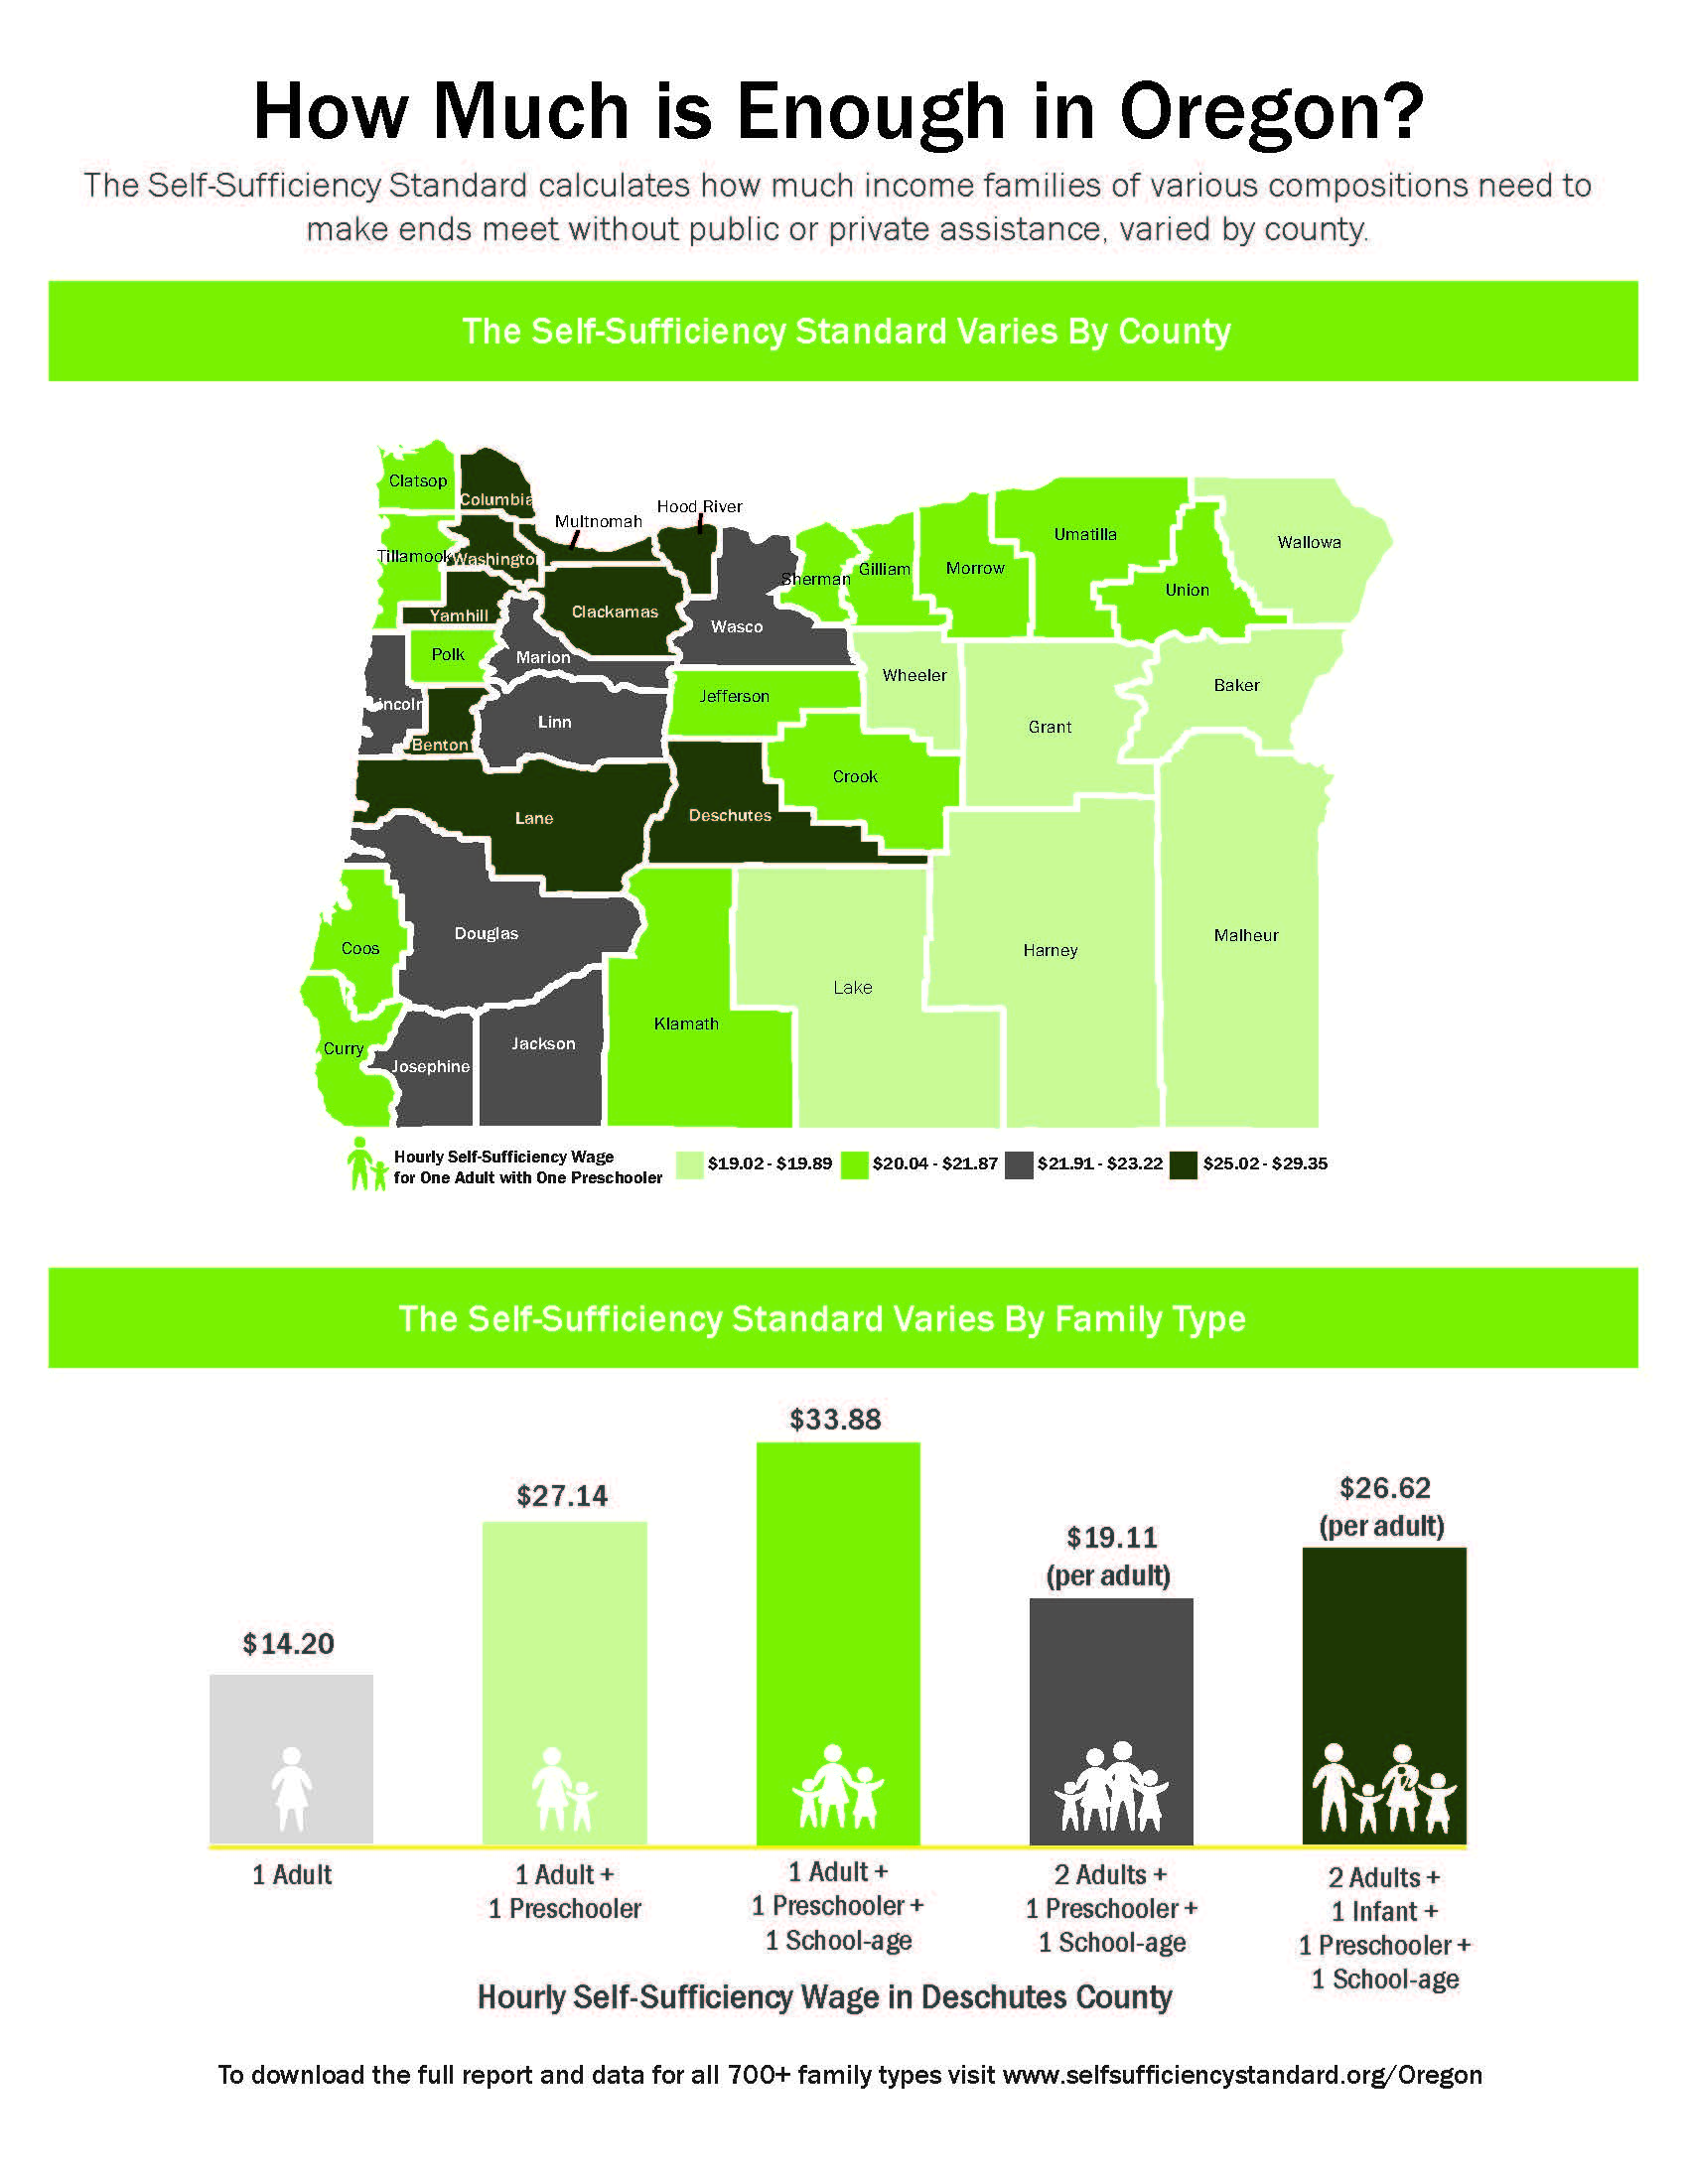 How Much is Enough in Oregon?
The Self-Sufficiency Standard calculates how much income families of various compositions need to
make ends meet without public or private assistance, varied by county.
The Self-Sufficiency Standard Varies By County
Clatsop
Columbia
Multnomah
Hood River
Tillamook
Washington
Yamhill
Clackamas
Wasco
Sherman
Gilliam
Morrow
Umatilla
Union
Wallowa
Polk
Marion
Lincoln
Benton
Linn
Jefferson
Wheeler
Grant
Baker
Crook
Lane
Deschutes
Coos
Douglas
Klamath
Lake
Harney
Malheur
Curry
Josephine
Jackson
Hourly Self-Sufficiency Wage
for One Adult with One Preschooler
$19.02 - $19.89
$20.04 - $21.87
$21.91 - $23.22
$25.02 - $29.35
The Self-Sufficiency Standard Varies By Family Type
$14.20
$27.14
$33.88
$19.11
(per adult)
$26.62
(per adult)
1 Adult
1 Adult +
1 Preschooler
1 Adult +
1 Preschooler +
1 School-age
2 Adults +
1 Preschooler +
1 School-age
2 Adults +
1 Infant +
1 Preschooler +
1 School-age
Hourly Self-Sufficiency Wage in Deschutes County
To download the full report and data for all 700+ family types visit www.selfsufficiencystandard.org/Oregon